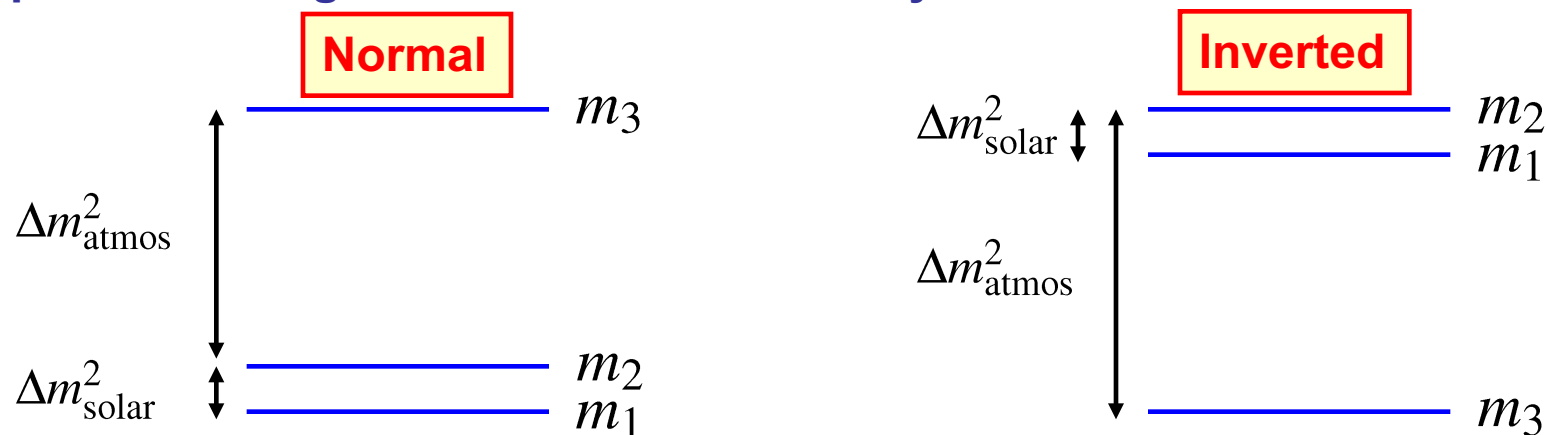 Normal
m₃
Δm²atmos
m₂
Δm²solar
m₁
Inverted
Δm²solar
m₂
m₁
Δm²atmos
m₃